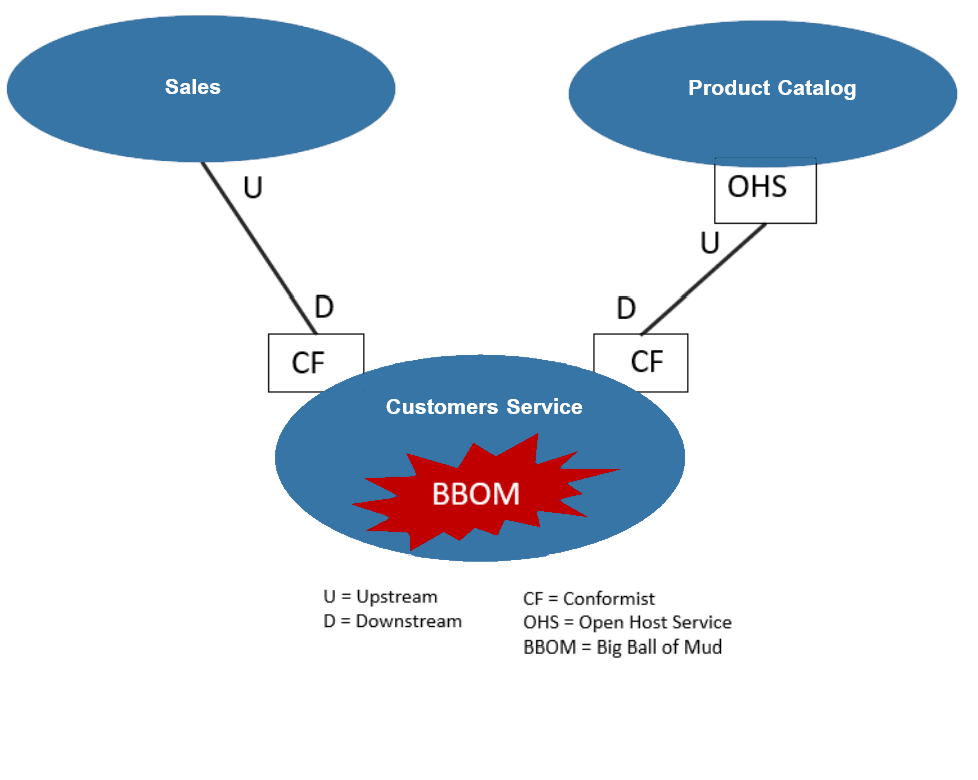 Sales
Product Catalog
U
OHS
U
D
D
CF
CF
Customers Service
BBOM
U = Upstream
D = Downstream
CF = Conformist
OHS = Open Host Service
BBOM = Big Ball of Mud